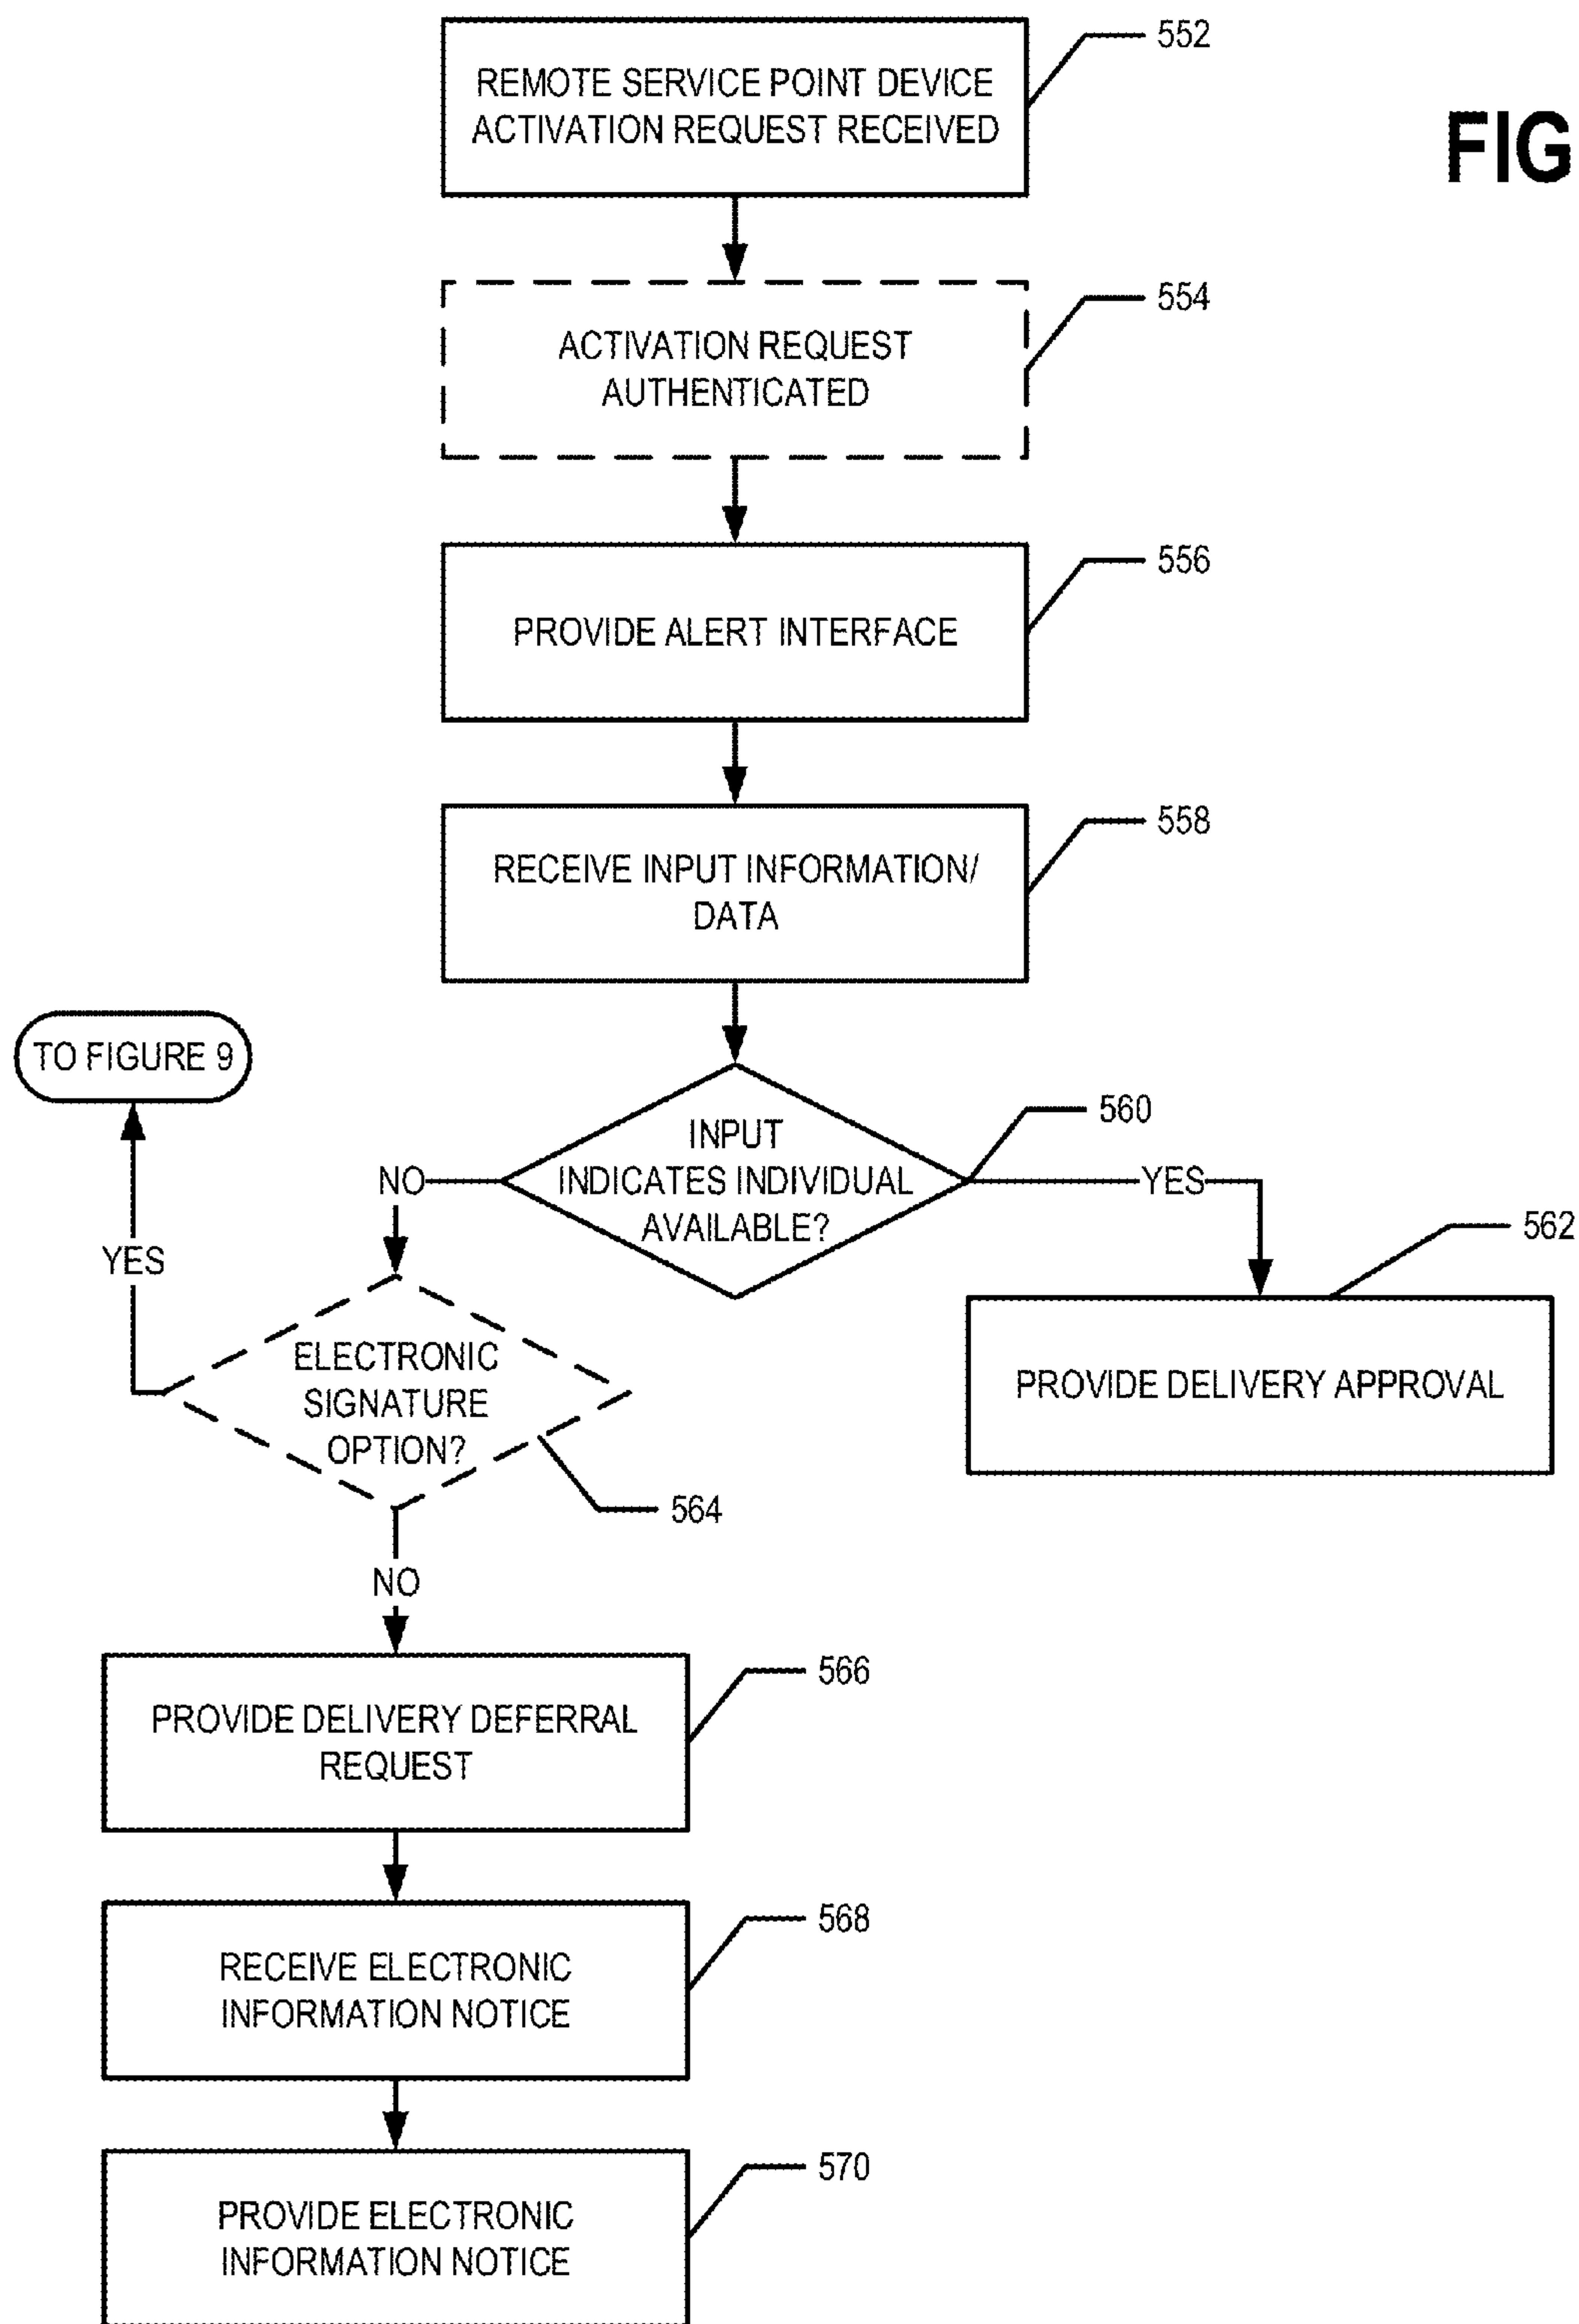 552
REMOTE SERVICE POINT DEVICE
ACTIVATION REQUEST RECEIVED
FIG
554
ACTIVATION REQUEST
AUTHENTICATED
556
PROVIDE ALERT INTERFACE
558
RECEIVE INPUT INFORMATION/
DATA
TO FIGURE 9
560
INPUT
INDICATES INDIVIDUAL
AVAILABLE?
NO
YES
562
YES
ELECTRONIC
SIGNATURE
OPTION?
PROVIDE DELIVERY APPROVAL
564
NO
566
PROVIDE DELIVERY DEFERRAL
REQUEST
568
RECEIVE ELECTRONIC
INFORMATION NOTICE
570
PROVIDE ELECTRONIC
INFORMATION NOTICE